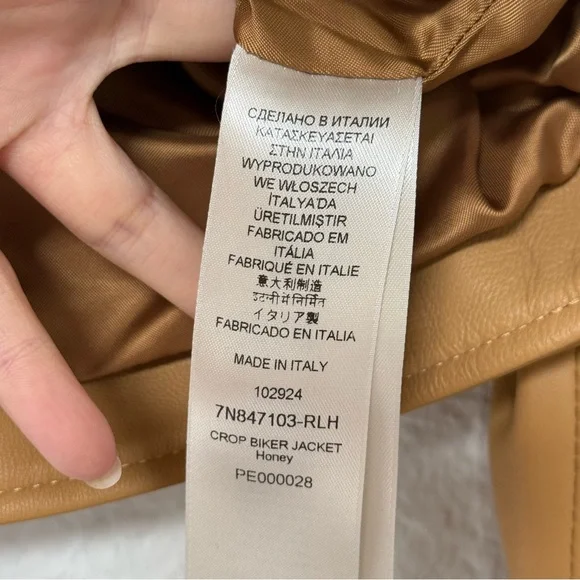 СДЕЛАНО В ИТАЛИИ
ΚΑΤΑΣΚΕΥΑΣΕΤΑΙ
ΣΤΗΝ ΙΤΑΛΙΑ
WYPRODUKOWANO
WE WŁOSZECH
İTALYA'DA
ÜRETILMIŞTIR
FABRICADO EM
ITÁLIA
FABRIQUÉ EN ITALIE
意大利制造
इटली में निर्मित
イタリア製
FABRICADO EN ITALIA
MADE IN ITALY
102924
7N847103-RLH
CROP BIKER JACKET
Honey
PE000028